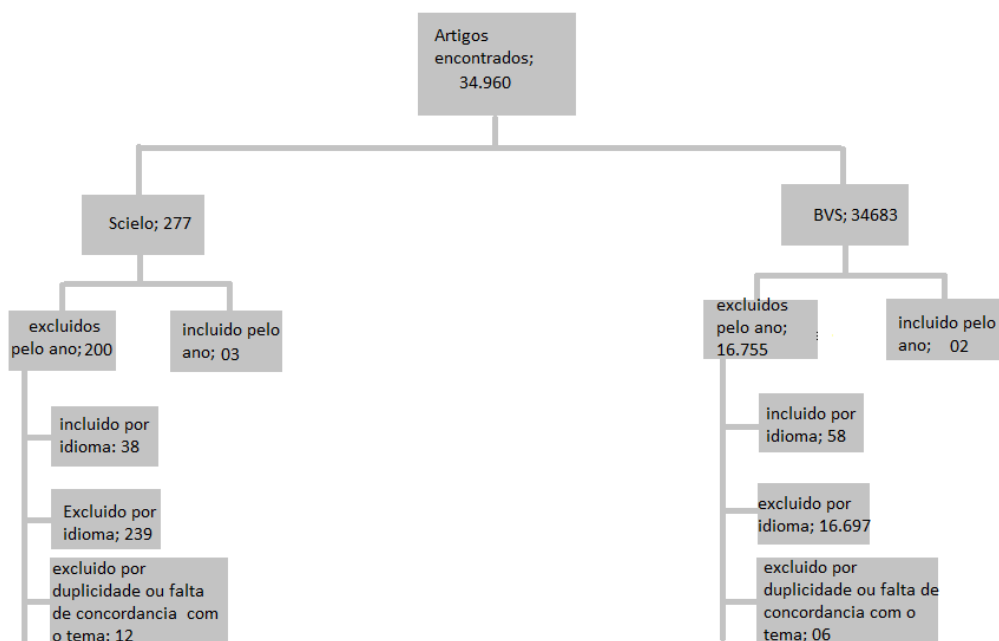 Artigos
encontrados;
34.960
Scielo; 277
BVS; 34683
excluidos
pelo ano; 200
incluido pelo
ano; 03
excluidos
pelo ano;
16.755
incluido pelo
ano; 02
incluido por
idioma: 38
incluido por
idioma; 58
Excluido por
idioma; 239
excluido por
idioma; 16.697
excluido por
duplicidade ou falta
de concordancia com
o tema; 12
excluido por
duplicidade ou falta de
concordancia com o
tema; 06